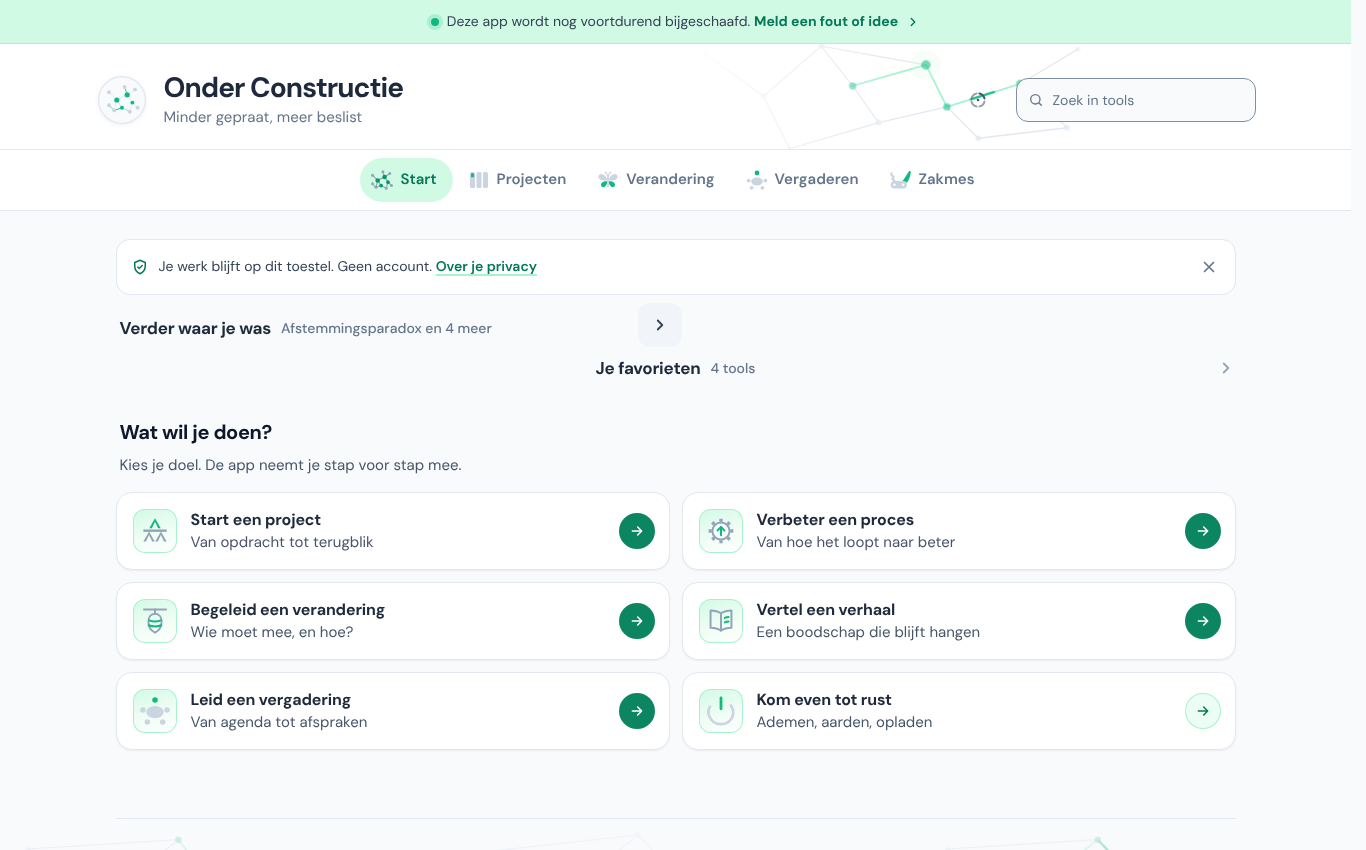 Deze app wordt nog voortdurend bijgeschaafd. Meld een fout of idee
Onder Constructie
Minder gepraat, meer beslist
Zoek in tools
Start
Projecten
Verandering
Vergaderen
Zakmes
Je werk blijft op dit toestel. Geen account. Over je privacy
Verder waar je was Afstemmingsparadox en 4 meer
Je favorieten 4 tools
Wat wil je doen?
Kies je doel. De app neemt je stap voor stap mee.
Start een project
Van opdracht tot terugblik
Verbeter een proces
Van hoe het loopt naar beter
Begeleid een verandering
Wie moet mee, en hoe?
Vertel een verhaal
Een boodschap die blijft hangen
Leid een vergadering
Van agenda tot afspraken
Kom even tot rust
Ademen, aarden, opladen